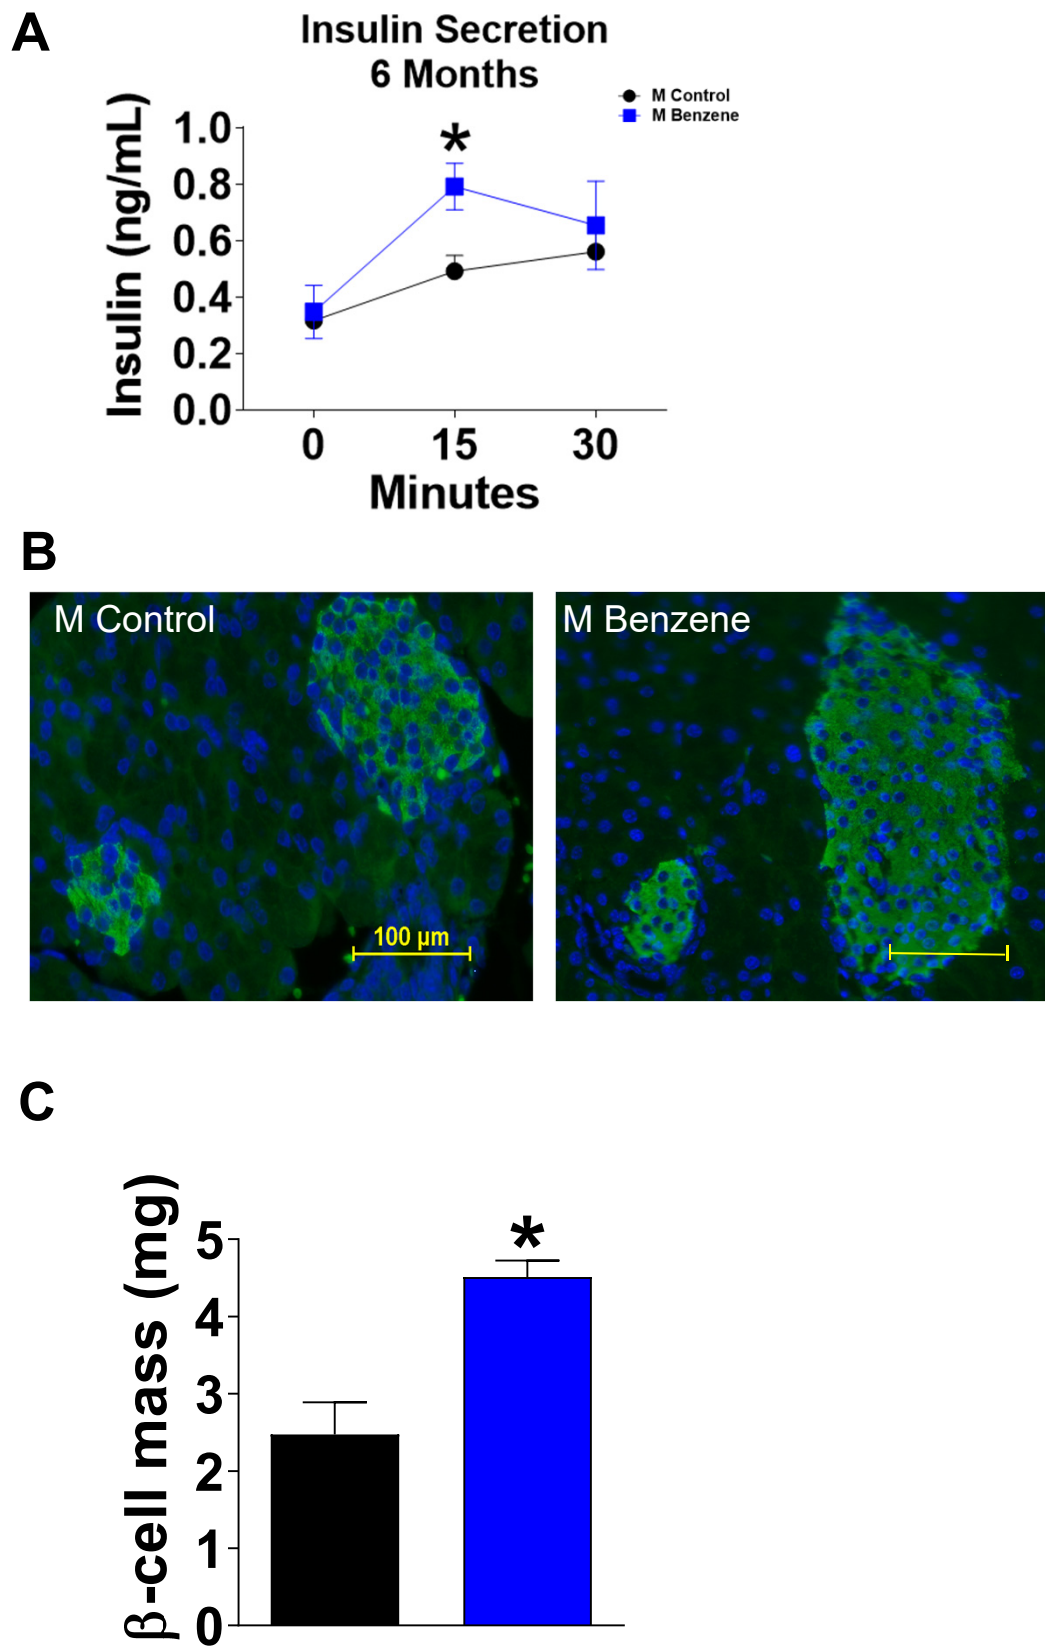 A
Insulin Secretion
6 Months
M Control
M Benzene
Insulin (ng/mL)
1.0
0.8
0.6
0.4
0.2
0.0
*
0 15 30
Minutes
B
M Control
100 μm
M Benzene
C
β-cell mass (mg)
5
4
3
2
1
0
*